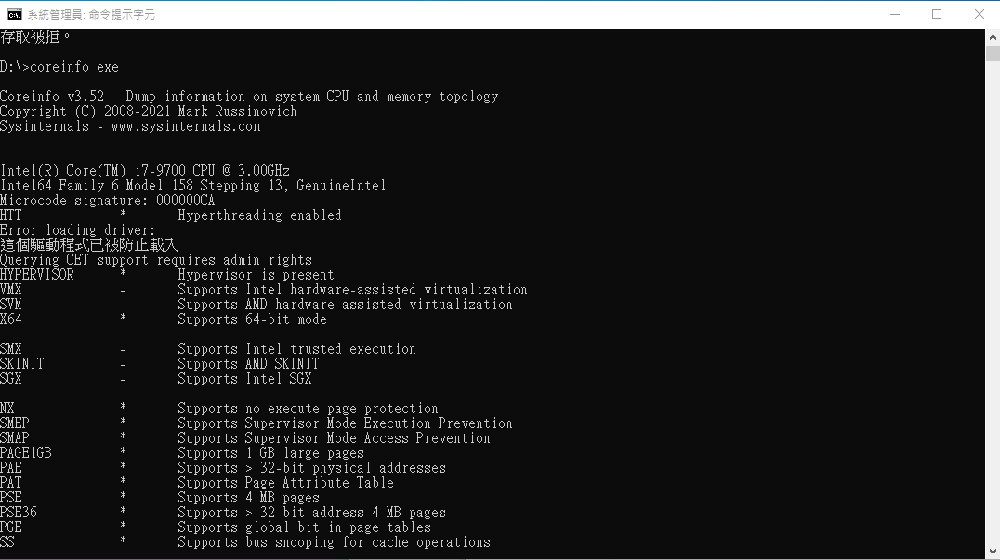 系統管理員: 命令提示字元
存取被拒。
D:\>coreinfo exe
Coreinfo v3.52 - Dump information on system CPU and memory topology
Copyright (C) 2008-2021 Mark Russinovich
Sysinternals - www.sysinternals.com
Intel(R) Core(TM) i7-9700 CPU @ 3.00GHz
Intel64 Family 6 Model 158 Stepping 13, GenuineIntel
Microcode signature: 000000CA
HTT * Hyperthreading enabled
Error loading driver:
這個驅動程式已被防止載入
Querying CET support requires admin rights
HYPERVISOR * Hypervisor is present
VMX - Supports Intel hardware-assisted virtualization
SVM - Supports AMD hardware-assisted virtualization
X64 * Supports 64-bit mode
SMX - Supports Intel trusted execution
SKINIT - Supports AMD SKINIT
SGX - Supports Intel SGX
NX * Supports no-execute page protection
SMEP * Supports Supervisor Mode Execution Prevention
SMAP * Supports Supervisor Mode Access Prevention
PAGE1GB * Supports 1 GB large pages
PAE * Supports > 32-bit physical addresses
PAT * Supports Page Attribute Table
PSE * Supports 4 MB pages
PSE36 * Supports > 32-bit address 4 MB pages
PGE * Supports global bit in page tables
SS * Supports bus snooping for cache operations